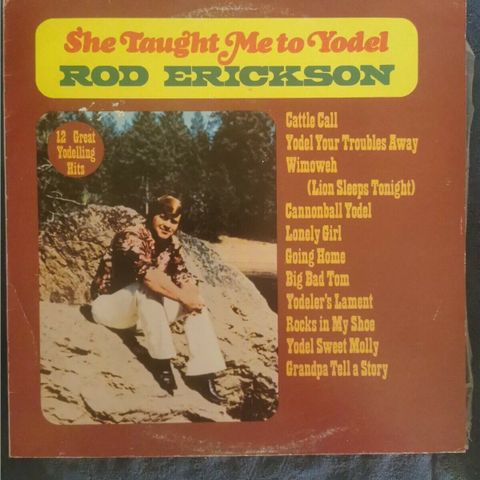 She Taught Me to Yodel
ROD ERICKSON
12 Great
Yodelling
Hits
Cattle Call
Yodel Your Troubles Away
Wimoweh
(Lion Sleeps Tonight)
Cannonball Yodel
Lonely Girl
Going Home
Big Bad Tom
Yodeler's Lament
Rocks in My Shoe
Yodel Sweet Molly
Grandpa Tell a Story